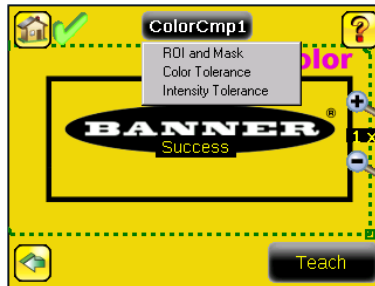 ColorCmp1
?
ROI and Mask
Color Tolerance
Intensity Tolerance
olor
BANNER®
Success
1 x
Teach